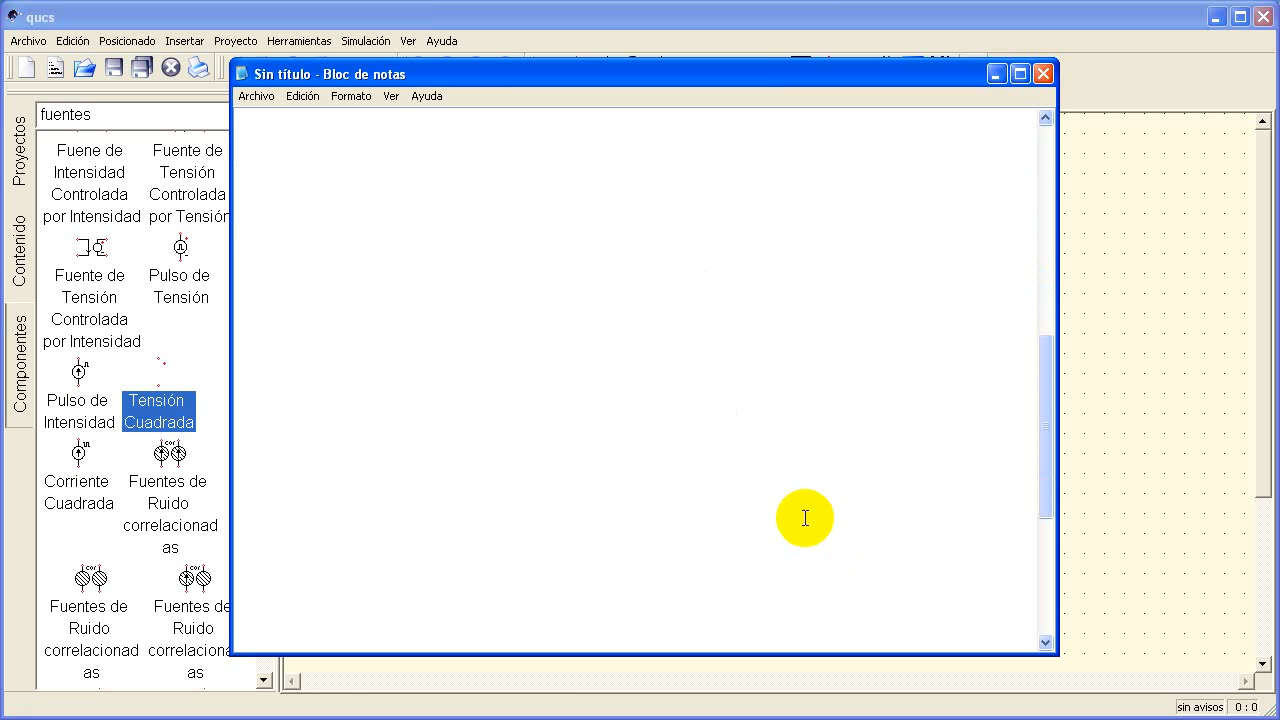 qucs
Archivo Edición Posicionado Insertar Proyecto Herramientas Simulación Ver Ayuda
Sin título - Bloc de notas
Archivo Edición Formato Ver Ayuda
Proyectos
Contenido
Componentes
fuentes
Fuene de
Intensidad
Controlada
por Intensidad
Fuente de
Tensión
Controlada
por Tensión
Fuente de
Tensión
Controlada
por Intensidad
Pulso de
Tensión
Pulso de
Intensidad
Tensión
Cuadrada
Corriente
Cuadrada
Fuentes de
Ruido
correlacionad
as
Fuentes de
Ruido
correlacionad
as
Fuentes de
Ruido
correlaciona
as
sin avisos 0 : 0